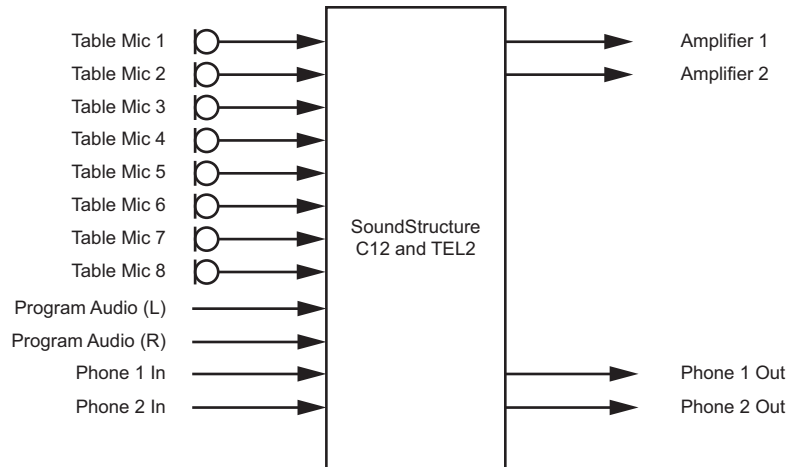 Table Mic 1
Table Mic 2
Table Mic 3
Table Mic 4
Table Mic 5
Table Mic 6
Table Mic 7
Table Mic 8
Program Audio (L)
Program Audio (R)
Phone 1 In
Phone 2 In
SoundStructure
C12 and TEL2
Amplifier 1
Amplifier 2
Phone 1 Out
Phone 2 Out